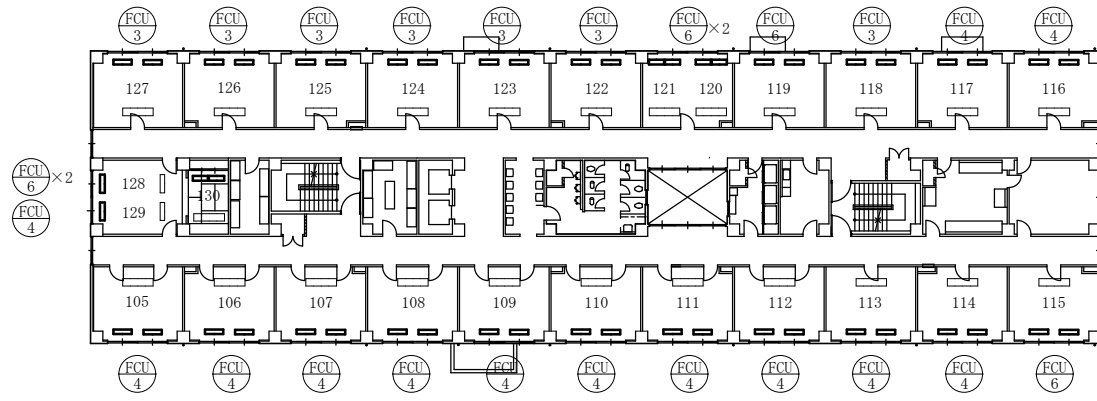 FCU FCU FCU FCU FCU FCU FCU ×2 FCU FCU FCU FCU
3 3 3 3 3 3 6 6 3 4 4
127 126 125 124 123 122 121 120 119 118 117 116
FCU ×2
6
128
130
FCU
4
129
105 106 107 108 109 110 111 112 113 114 115
FCU FCU FCU FCU FCU FCU FCU FCU FCU FCU FCU
4 4 4 4 4 4 4 4 4 4 6